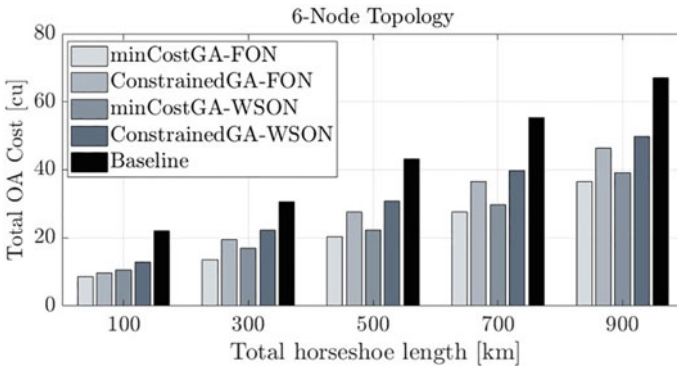 6-Node Topology
80
60
40
20
0
Total OA Cost [cu]
minCostGA-FON
ConstrainedGA-FON
minCostGA-WSON
ConstrainedGA-WSON
Baseline
100 300 500 700 900
Total horseshoe length [km]